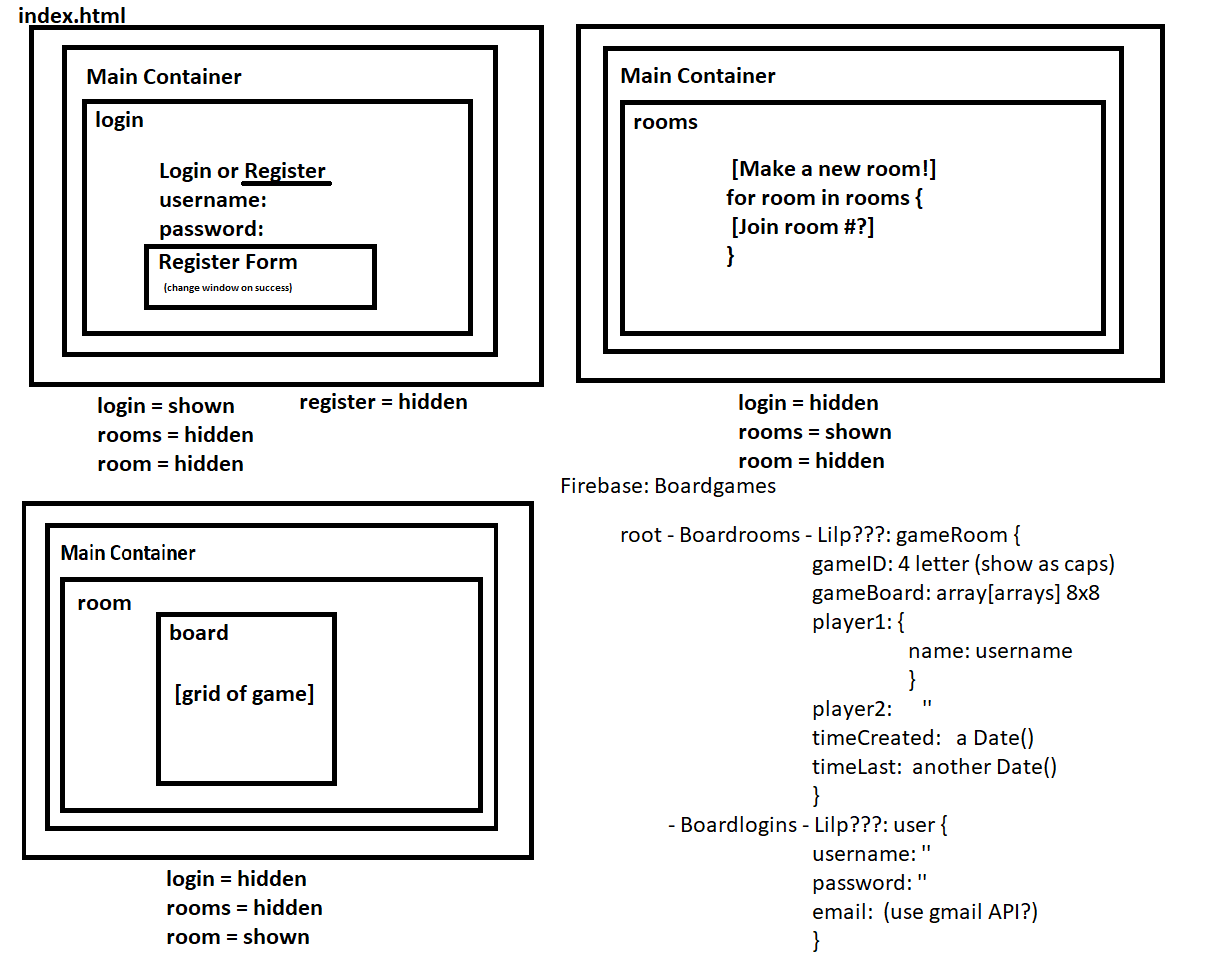 index.html
Main Container
login
Login or Register
username:
password:
Register Form
(change window on success)
login = shown
rooms = hidden
room = hidden
register = hidden
Main Container
rooms
[Make a new room!]
for room in rooms {
[Join room #?]
}
login = hidden
rooms = shown
room = hidden
Main Container
room
board
[grid of game]
login = hidden
rooms = hidden
room = shown
Firebase: Boardgames
root - Boardrooms - Lilp???: gameRoom {
gameID: 4 letter (show as caps)
gameBoard: array[arrays] 8x8
player1: {
name: username
}
player2: "
timeCreated: a Date()
timeLast: another Date()
}
- Boardlogins - Lilp???: user {
username: "
password: "
email: (use gmail API?)
}